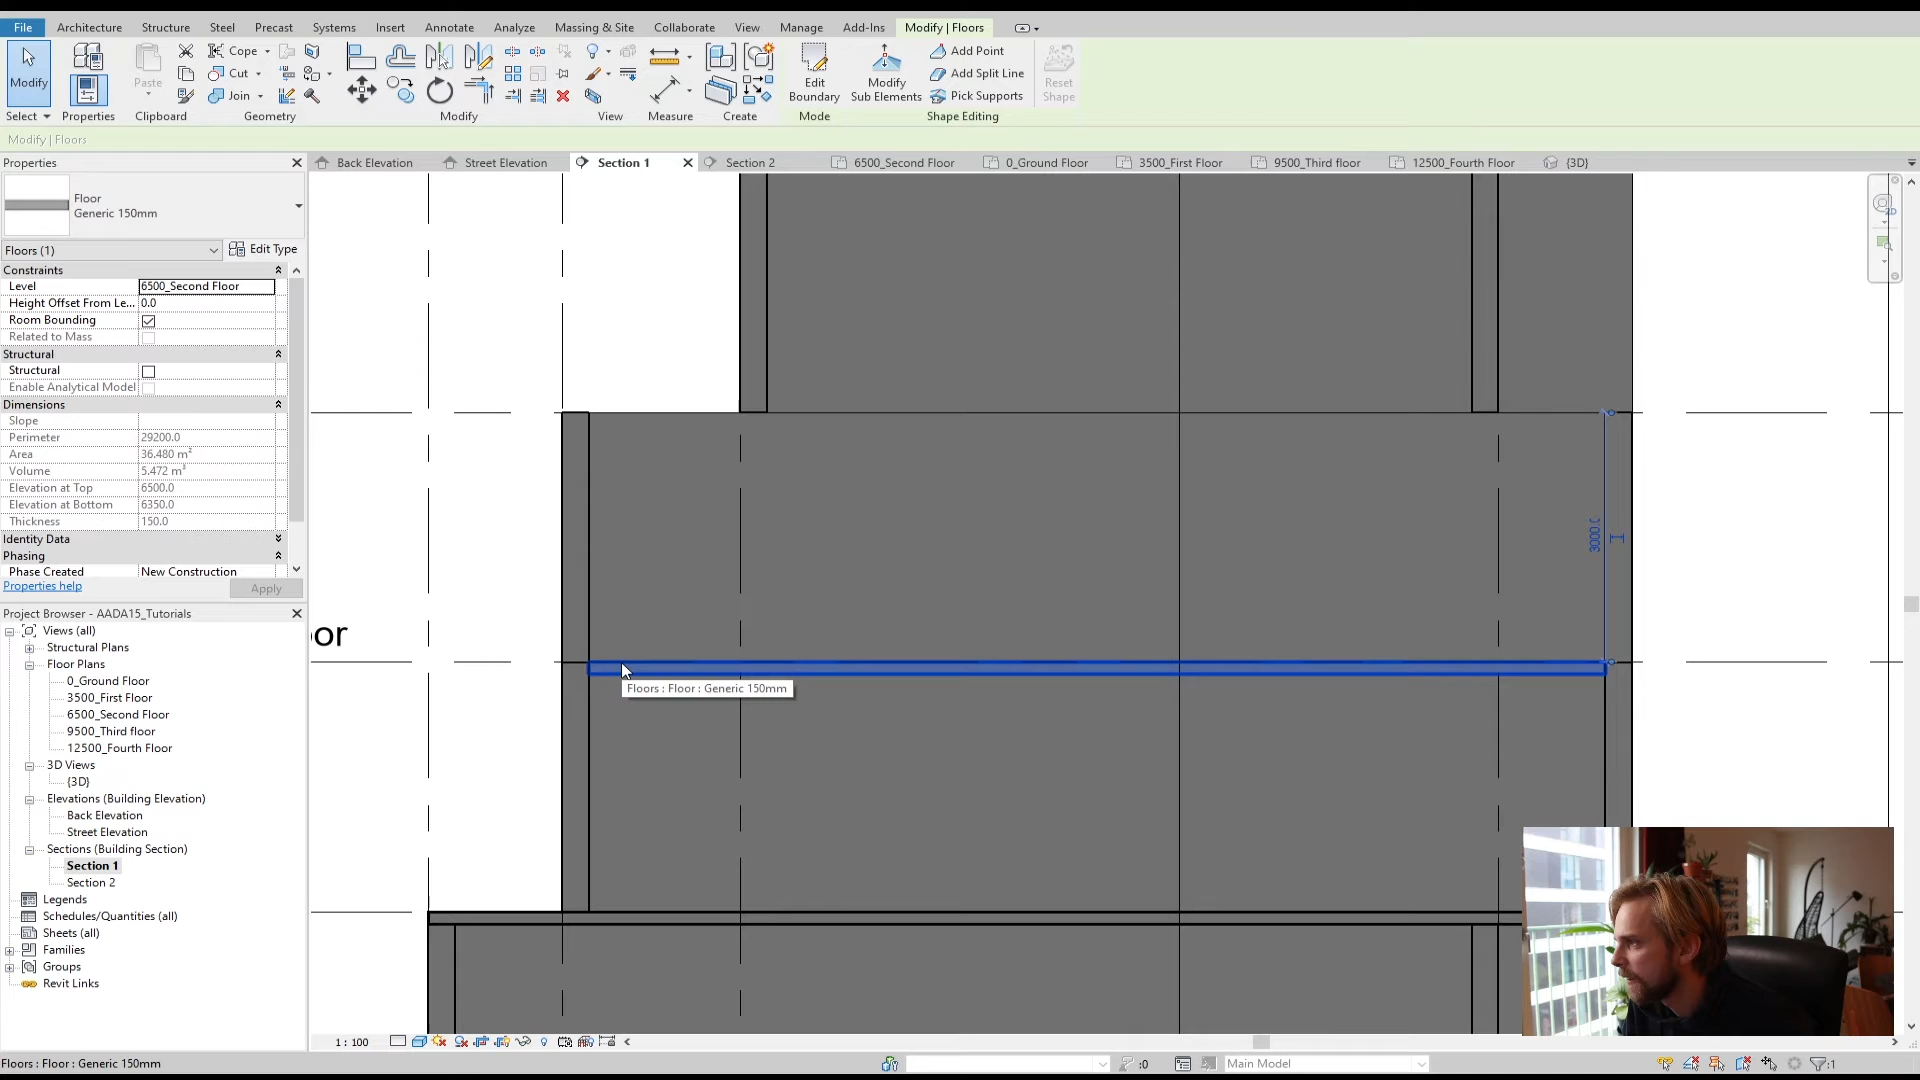 File Architecture Structure Steel Precast Systems Insert Annotate Analyze Massing & Site Collaborate View Manage Add-Ins Modify | Floors
Modify
Paste
Cope
Cut
Join
Edit Boundary
Modify Sub Elements
Add Point
Add Split Line
Pick Supports
Reset Shape
Select Properties Clipboard Geometry Modify View Measure Create Mode Shape Editing
Modify | Floors
Properties
Back Elevation Street Elevation Section 1 Section 2 6500_Second Floor 0_Ground Floor 3500_First Floor 9500_Third floor 12500_Fourth Floor {3D}
Floor
Generic 150mm
Floors (1) Edit Type
Constraints
Level 6500_Second Floor
Height Offset From Le... 0.0
Room Bounding
Related to Mass
Structural
Structural
Enable Analytical Model
Dimensions
Slope
Perimeter 29200.0
Area 36.480 m²
Volume 5.472 m³
Elevation at Top 6500.0
Elevation at Bottom 6350.0
Thickness 150.0
Identity Data
Phasing
Phase Created New Construction
Properties help Apply
Project Browser - AADA15_Tutorials
Views (all)
Structural Plans
Floor Plans
0_Ground Floor
3500_First Floor
6500_Second Floor
9500_Third floor
12500_Fourth Floor
3D Views
{3D}
Elevations (Building Elevation)
Back Elevation
Street Elevation
Sections (Building Section)
Section 1
Section 2
Legends
Schedules/Quantities (all)
Sheets (all)
Families
Groups
Revit Links
oor
3000.0
Floors : Floor : Generic 150mm
2D
1 : 100
Floors : Floor : Generic 150mm :0 Main Model :1